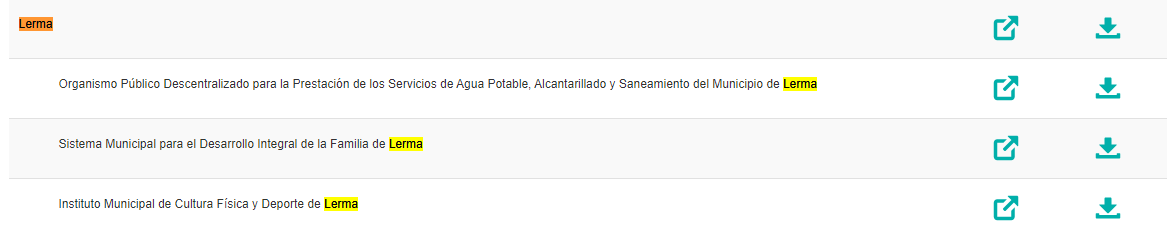 Lerma
Organismo Público Descentralizado para la Prestación de los Servicios de Agua Potable, Alcantarillado y Saneamiento del Municipio de Lerma
Sistema Municipal para el Desarrollo Integral de la Familia de Lerma
Instituto Municipal de Cultura Física y Deporte de Lerma